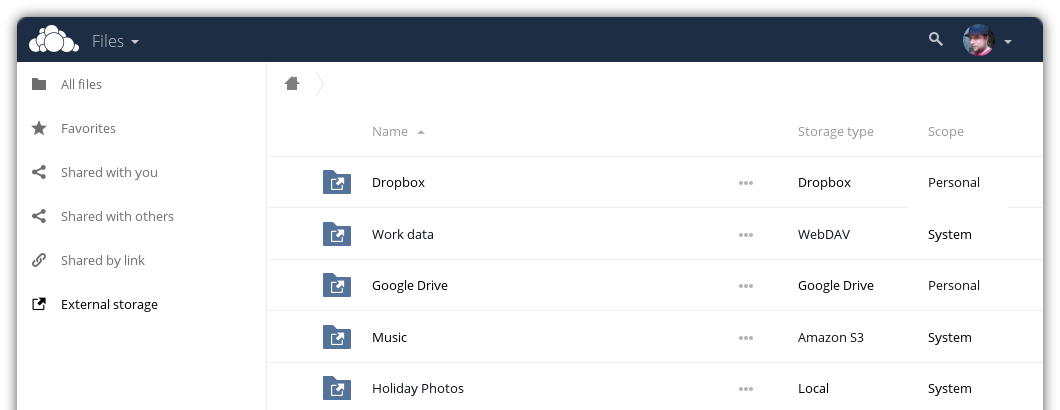 Files
All files
Favorites
Shared with you
Shared with others
Shared by link
External storage
Name Storage type Scope
Dropbox Dropbox Personal
Work data WebDAV System
Google Drive Google Drive Personal
Music Amazon S3 System
Holiday Photos Local System